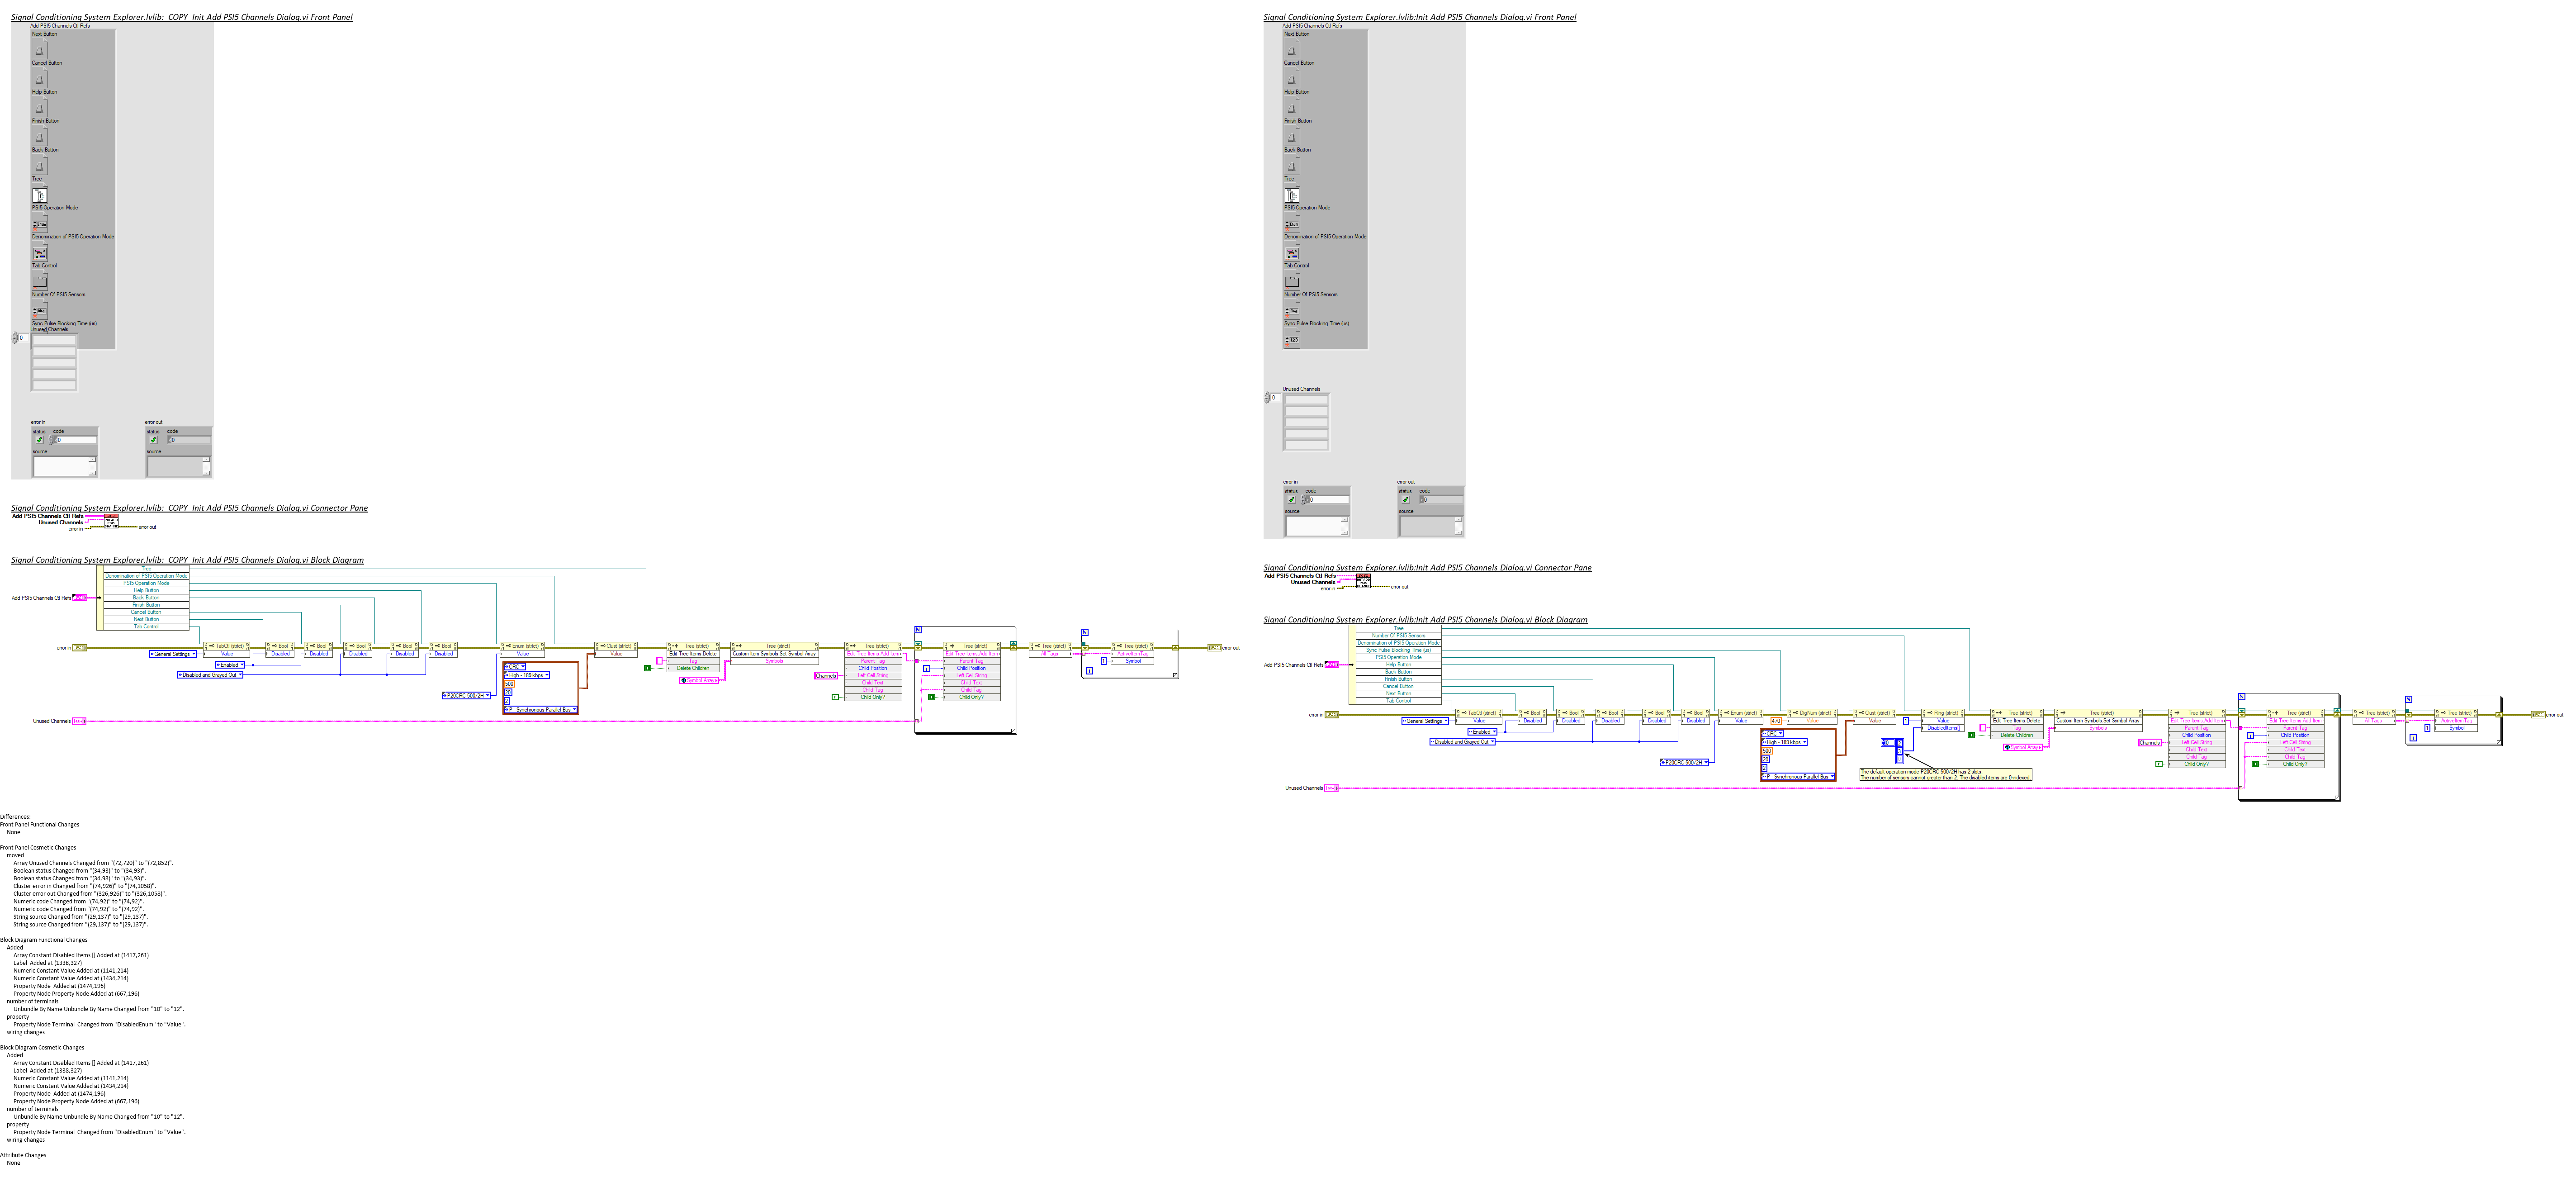 Signal Conditioning System Explorer.lvlib:_COPY_Init Add PSI5 Channels Dialog.vi Front Panel
Add PSI5 Channels Ctl Refs
Next Button
Cancel Button
Help Button
Finish Button
Back Button
Tree
PSI5 Operation Mode
Denomination of PSI5 Operation Mode
Tab Control
Number Of PSI5 Sensors
Sync Pulse Blocking Time (us)
Unused Channels
0
error in
status code
0
source
error out
status code
0
source
Signal Conditioning System Explorer.lvlib:_COPY_Init Add PSI5 Channels Dialog.vi Connector Pane
Add PSI5 Channels Ctl Refs
Unused Channels
error in
error out
Signal Conditioning System Explorer.lvlib:_COPY_Init Add PSI5 Channels Dialog.vi Block Diagram
Tree
Denomination of PSI5 Operation Mode
PSI5 Operation Mode
Help Button
Back Button
Finish Button
Cancel Button
Next Button
Tab Control
Add PSI5 Channels Ctl Refs
error in
TabCtl (strict)
Value
Bool
Disabled
Bool
Disabled
Bool
Disabled
Bool
Disabled
Bool
Disabled
Enum (strict)
Value
Clust (strict)
Value
Tree (strict)
Edit Tree Items.Delete
Tag
Delete Children
Tree (strict)
Custom Item Symbols.Set Symbol Array
Symbols
Tree (strict)
Edit Tree Items.Add Item
Parent Tag
Child Position
Left Cell String
Child Text
Child Tag
Child Only?
N
Tree (strict)
Edit Tree Items.Add Item
Parent Tag
Child Position
Left Cell String
Child Text
Child Tag
Child Only?
Tree (strict)
All Tags
N
Tree (strict)
ActiveItemTag
Symbol
1
i
error out
General Settings
Enabled
Disabled and Grayed Out
P20CRC-500/2H
CRC
High - 189 kbps
500
20
2
P - Synchronous Parallel Bus
Symbol Array
Channels
F
Unused Channels
Signal Conditioning System Explorer.lvlib:Init Add PSI5 Channels Dialog.vi Front Panel
Add PSI5 Channels Ctl Refs
Next Button
Cancel Button
Help Button
Finish Button
Back Button
Tree
PSI5 Operation Mode
Denomination of PSI5 Operation Mode
Tab Control
Number Of PSI5 Sensors
Sync Pulse Blocking Time (us)
Unused Channels
0
error in
status code
0
source
error out
status code
0
source
Signal Conditioning System Explorer.lvlib:Init Add PSI5 Channels Dialog.vi Connector Pane
Add PSI5 Channels Ctl Refs
Unused Channels
error in
error out
Signal Conditioning System Explorer.lvlib:Init Add PSI5 Channels Dialog.vi Block Diagram
Tree
Number Of PSI5 Sensors
Denomination of PSI5 Operation Mode
Sync Pulse Blocking Time (us)
PSI5 Operation Mode
Help Button
Back Button
Finish Button
Cancel Button
Next Button
Tab Control
Add PSI5 Channels Ctl Refs
error in
TabCtl (strict)
Value
Bool
Disabled
Bool
Disabled
Bool
Disabled
Bool
Disabled
Bool
Disabled
Enum (strict)
Value
470
DigNum (strict)
Value
Clust (strict)
Value
1
Ring (strict)
Value
DisabledItems[]
Tree (strict)
Edit Tree Items.Delete
Tag
Delete Children
Tree (strict)
Custom Item Symbols.Set Symbol Array
Symbols
Tree (strict)
Edit Tree Items.Add Item
Parent Tag
Child Position
Left Cell String
Child Text
Child Tag
Child Only?
N
Tree (strict)
Edit Tree Items.Add Item
Parent Tag
Child Position
Left Cell String
Child Text
Child Tag
Child Only?
Tree (strict)
All Tags
N
Tree (strict)
ActiveItemTag
Symbol
1
i
error out
General Settings
Enabled
Disabled and Grayed Out
P20CRC-500/2H
CRC
High - 189 kbps
500
20
2
P - Synchronous Parallel Bus
The default operation mode P20CRC-500/2H has 2 slots.
The number of sensors cannot greater than 2. The disabled items are 0-indexed.
Symbol Array
Channels
F
Unused Channels
Differences:
Front Panel Functional Changes
None
Front Panel Cosmetic Changes
moved
Array Unused Channels Changed from "(72,720)" to "(72,852)".
Boolean status Changed from "(34,93)" to "(34,93)".
Boolean status Changed from "(34,93)" to "(34,93)".
Cluster error in Changed from "(74,926)" to "(74,1058)".
Cluster error out Changed from "(326,926)" to "(326,1058)".
Numeric code Changed from "(74,92)" to "(74,92)".
Numeric code Changed from "(74,92)" to "(74,92)".
String source Changed from "(29,137)" to "(29,137)".
String source Changed from "(29,137)" to "(29,137)".
Block Diagram Functional Changes
Added
Array Constant Disabled Items [] Added at (1417,261)
Label Added at (1338,327)
Numeric Constant Value Added at (1141,214)
Numeric Constant Value Added at (1434,214)
Property Node Added at (1474,196)
Property Node Property Node Added at (667,196)
number of terminals
Unbundle By Name Unbundle By Name Changed from "10" to "12".
property
Property Node Terminal Changed from "DisabledEnum" to "Value".
wiring changes
Block Diagram Cosmetic Changes
Added
Array Constant Disabled Items [] Added at (1417,261)
Label Added at (1338,327)
Numeric Constant Value Added at (1141,214)
Numeric Constant Value Added at (1434,214)
Property Node Added at (1474,196)
Property Node Property Node Added at (667,196)
number of terminals
Unbundle By Name Unbundle By Name Changed from "10" to "12".
property
Property Node Terminal Changed from "DisabledEnum" to "Value".
wiring changes
Attribute Changes
None